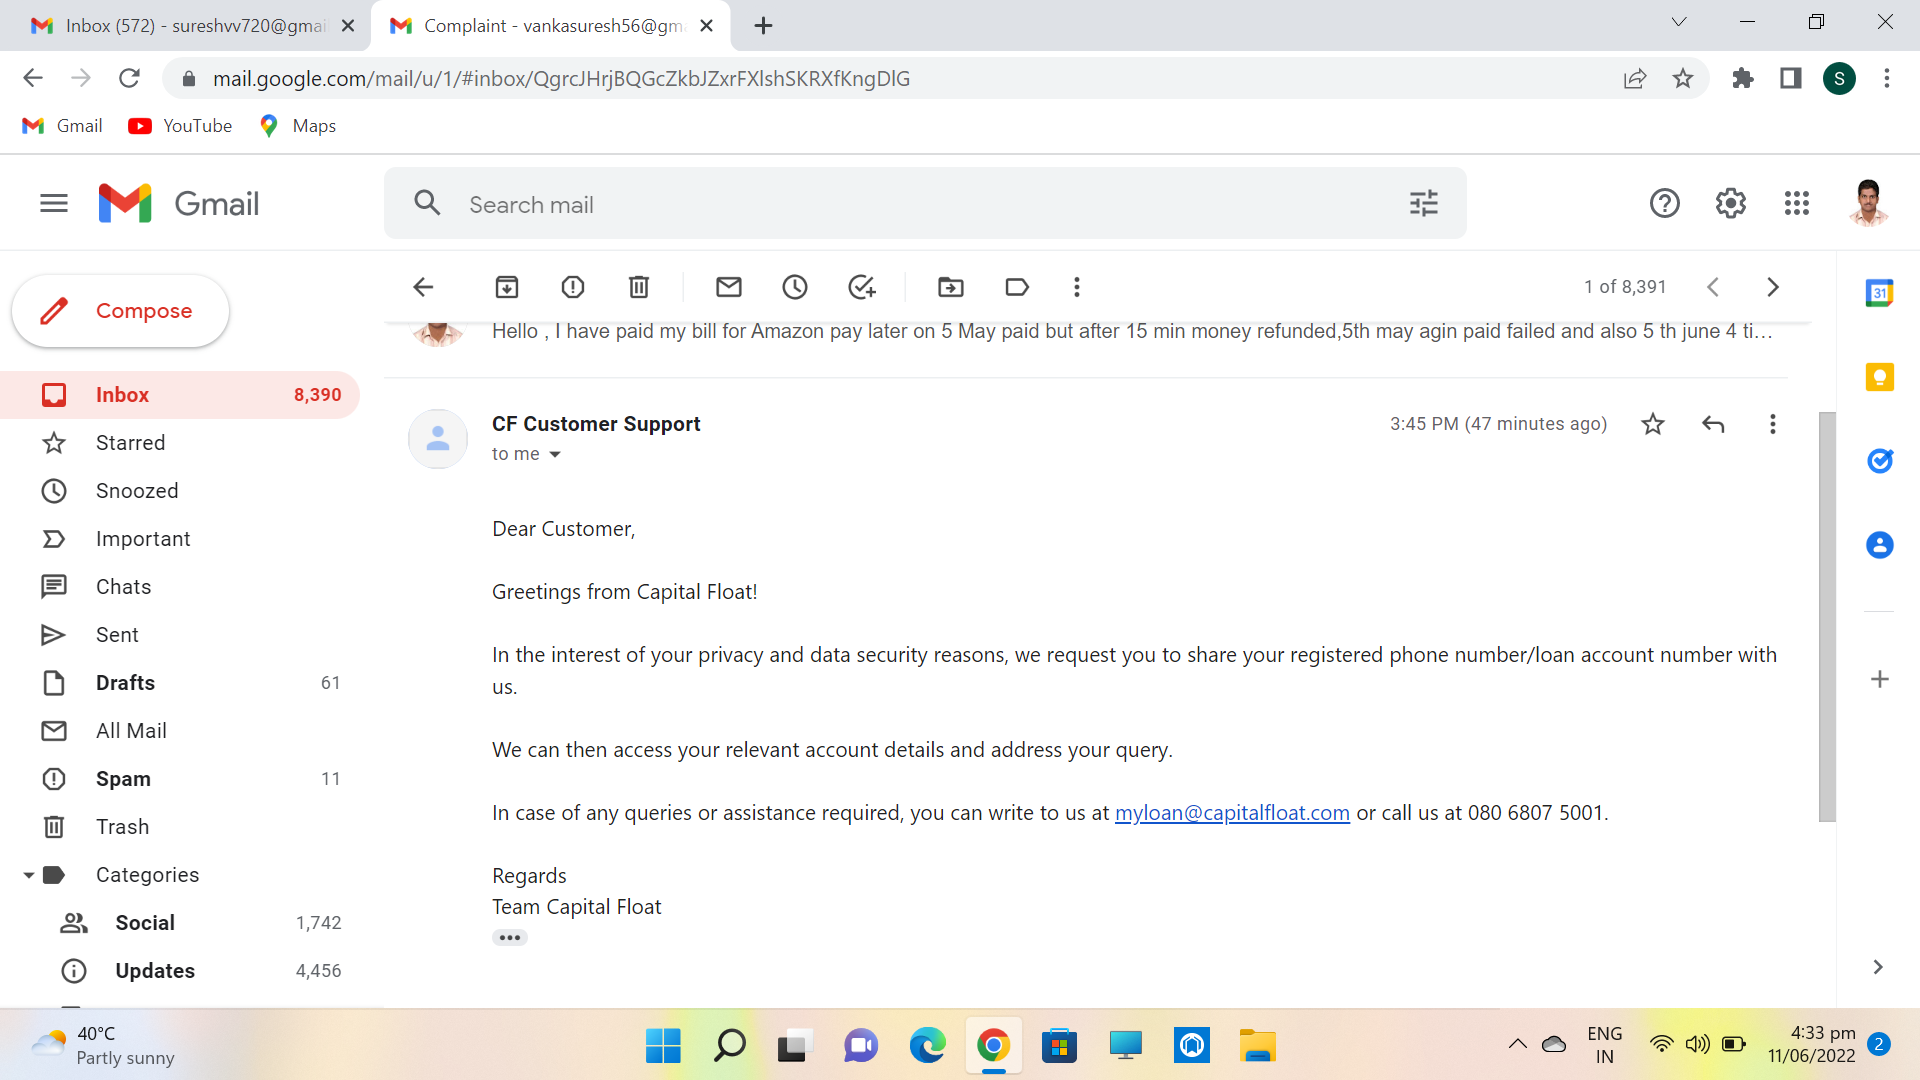 Inbox (572) - sureshvv720@gmai
Complaint - vankasuresh56@gm
mail.google.com/mail/u/1/#inbox/QgrcJHrjBQGcZkbJZxrFXlshSKRXfKngDlG
S
Gmail
YouTube
Maps
Gmail
Search mail
Compose
1 of 8,391
31
Hello , I have paid my bill for Amazon pay later on 5 May paid but after 15 min money refunded,5th may agin paid failed and also 5 th june 4 ti…
Inbox 8,390
Starred
Snoozed
Important
Chats
Sent
Drafts 61
All Mail
Spam 11
Trash
Categories
Social 1,742
Updates 4,456
CF Customer Support
3:45 PM (47 minutes ago)
to me
Dear Customer,
Greetings from Capital Float!
In the interest of your privacy and data security reasons, we request you to share your registered phone number/loan account number with
us.
We can then access your relevant account details and address your query.
In case of any queries or assistance required, you can write to us at myloan@capitalfloat.com or call us at 080 6807 5001.
Regards
Team Capital Float
40°C
Partly sunny
ENG
IN
4:33 pm
11/06/2022
2